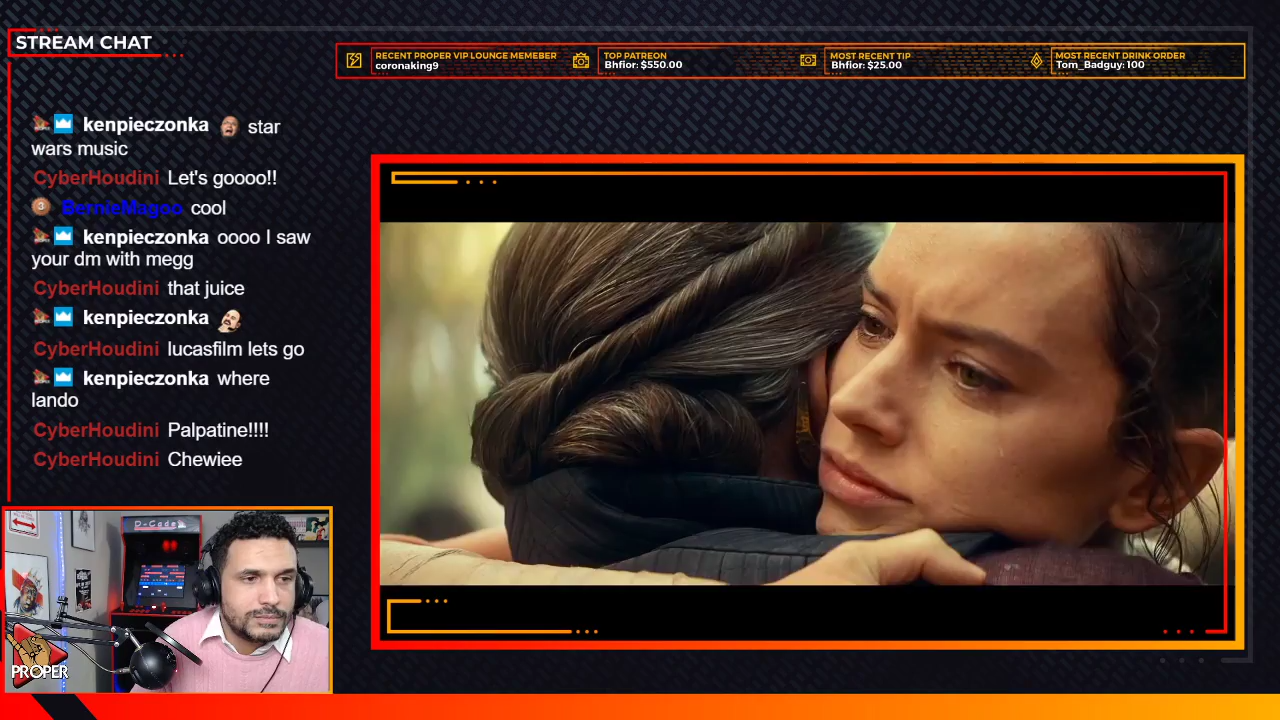 STREAM CHAT
RECENT PROPER VIP LOUNGE MEMEBER
coronaking9
TOP PATREON
Bhfior: $550.00
MOST RECENT TIP
Bhfior: $25.00
MOST RECENT DRINK ORDER
Tom_Badguy: 100
kenpieczonka star
wars music
CyberHoudini Let's goooo!!
BernieMagoo cool
kenpieczonka oooo I saw
your dm with megg
CyberHoudini that juice
kenpieczonka
CyberHoudini lucasfilm lets go
kenpieczonka where
lando
CyberHoudini Palpatine!!!!
CyberHoudini Chewiee
D-Cade
PROPER